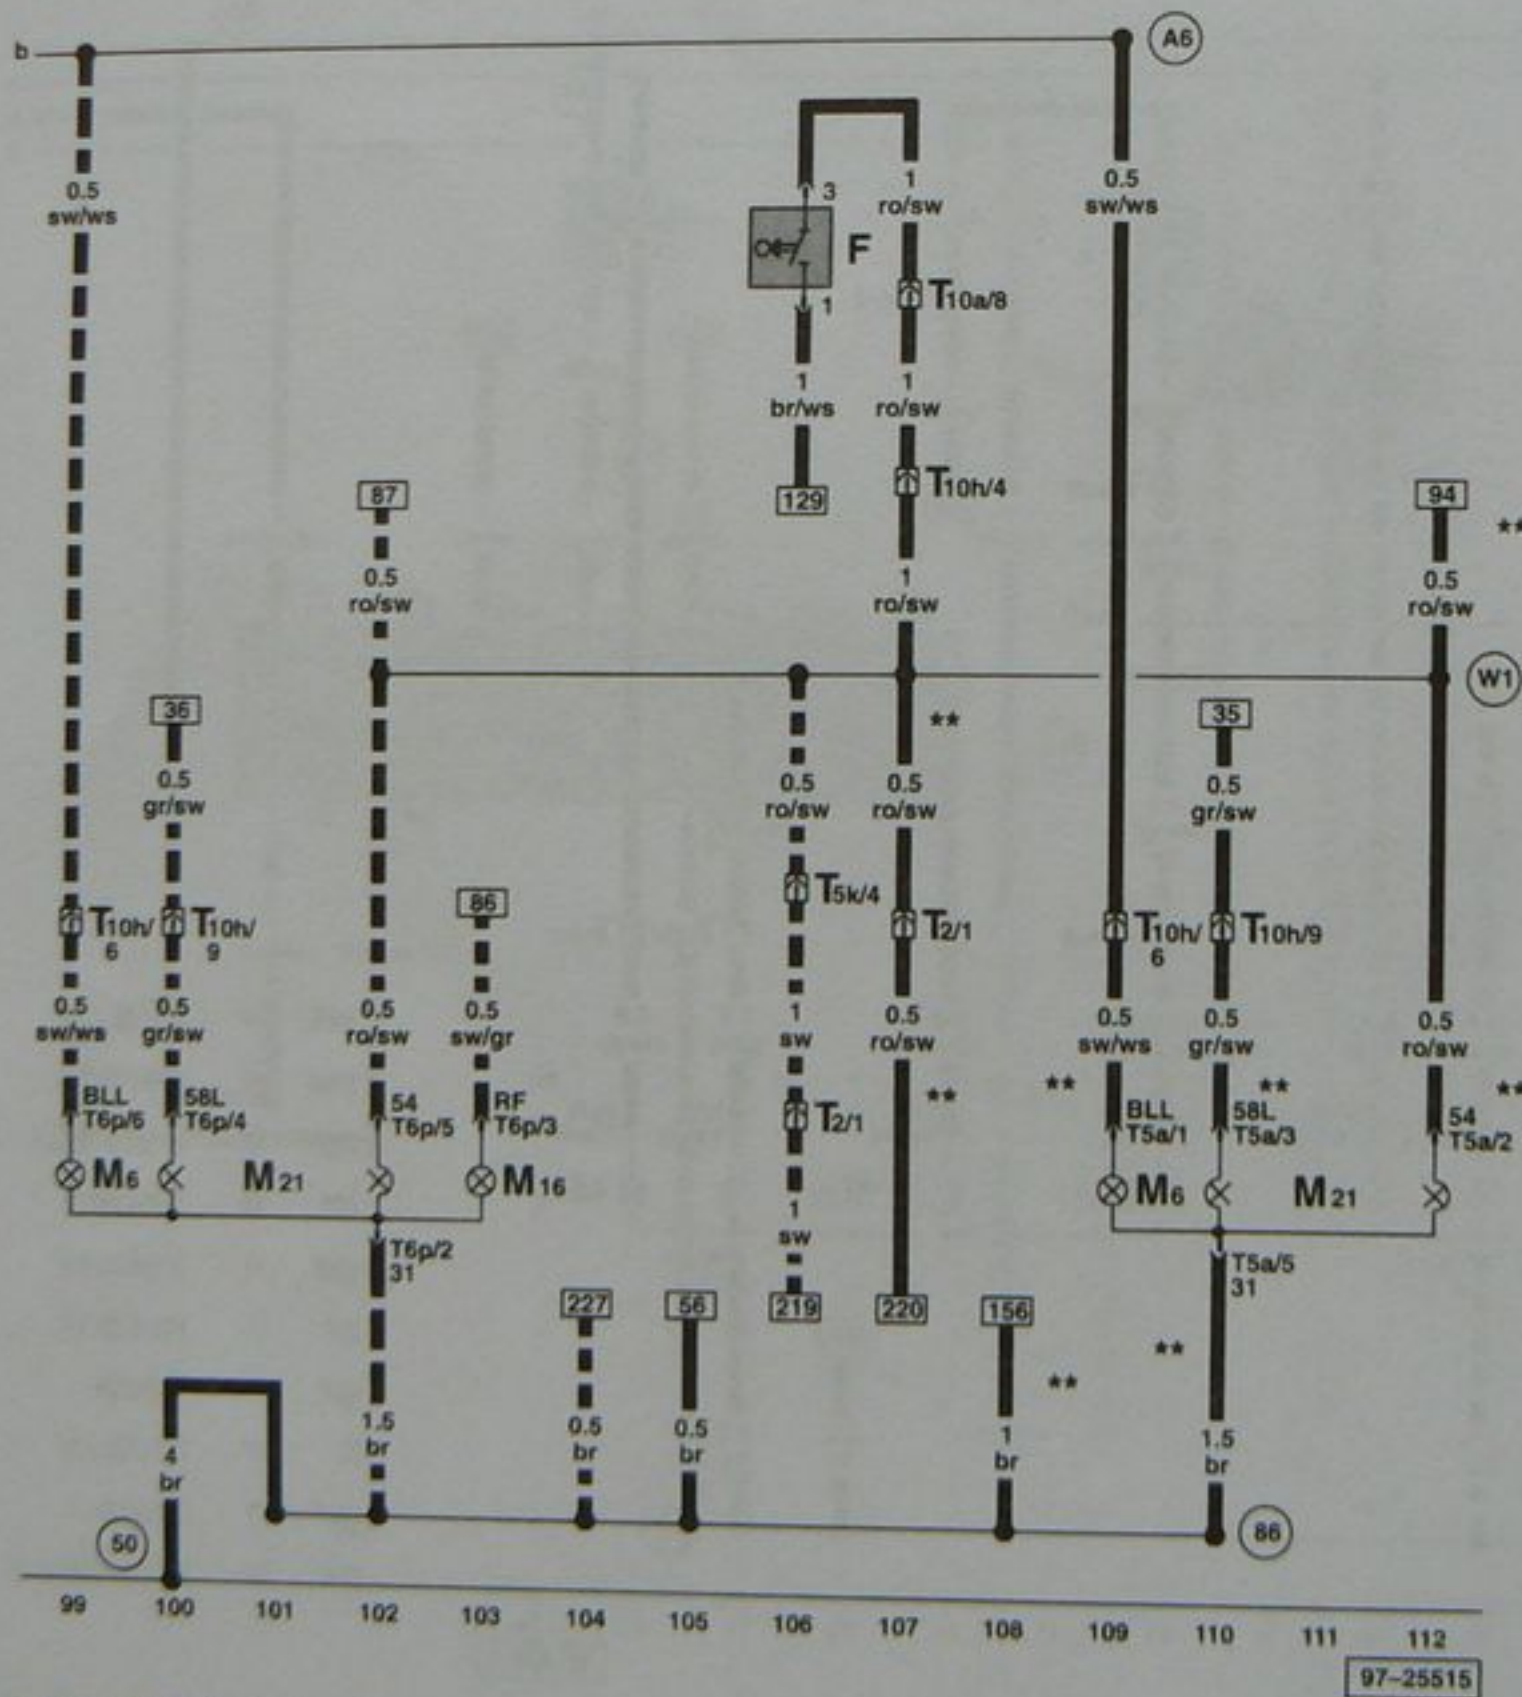 b
A6
0.5
sw/ws
3
F
1
1
ro/sw
0.5
sw/ws
T10a/8
1
br/ws
1
ro/sw
T10h/4
87
129
94
**
0.5
ro/sw
1
ro/sw
0.5
ro/sw
W1
36
**
35
0.5
gr/sw
0.5
ro/sw
0.5
ro/sw
0.5
gr/sw
T5k/4
86
T10h/
6
T10h/
9
T2/1
T10h/
6
T10h/9
0.5
sw/ws
0.5
gr/sw
0.5
ro/sw
0.5
sw/gr
1
sw
0.5
ro/sw
0.5
sw/ws
0.5
gr/sw
0.5
ro/sw
BLL
T6p/6
58L
T6p/4
54
T6p/5
RF
T6p/3
T2/1
**
**
BLL
T5a/1
**
58L
T5a/3
**
54
T5a/2
M6
M21
M16
M6
M21
1
sw
T6p/2
31
T5a/5
31
227
56
219
220
156
**
**
4
br
1.5
br
0.5
br
0.5
br
1
br
1.5
br
50
86
99
100
101
102
103
104
105
106
107
108
109
110
111
112
97-25515